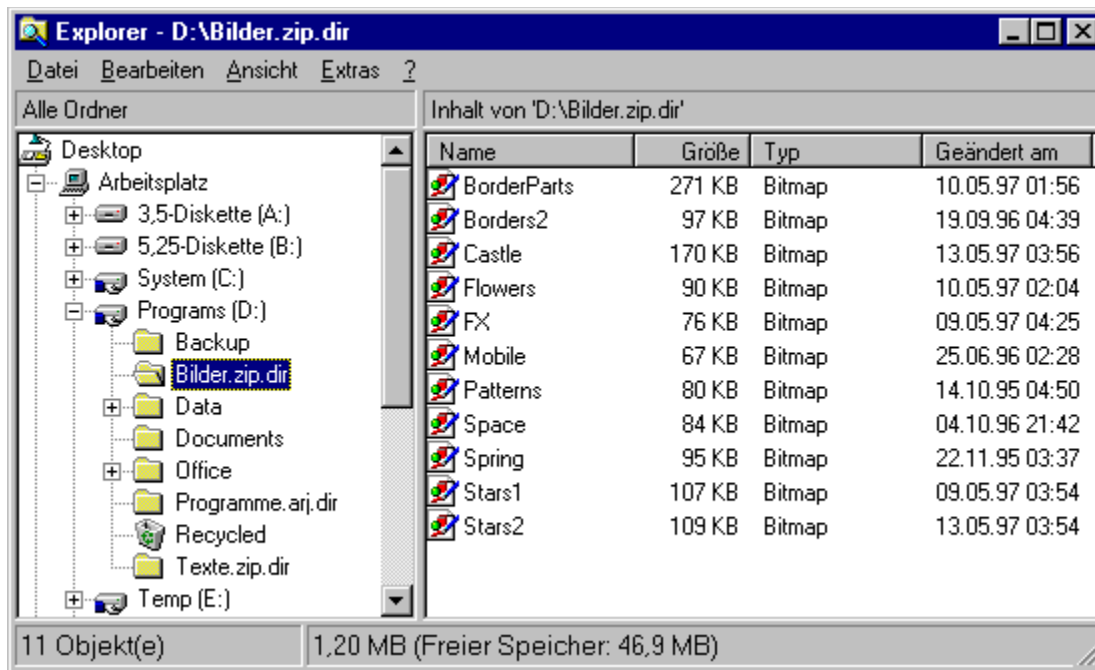 Explorer - D:\Bilder.zip.dir
Datei Bearbeiten Ansicht Extras ?
Alle Ordner
Inhalt von 'D:\Bilder.zip.dir'
Desktop
Arbeitsplatz
3,5-Diskette (A:)
5,25-Diskette (B:)
System (C:)
Programs (D:)
Backup
Bilder.zip.dir
Data
Documents
Office
Programme.arj.dir
Recycled
Texte.zip.dir
Temp (E:)
Name Größe Typ Geändert am
BorderParts 271 KB Bitmap 10.05.97 01:56
Borders2 97 KB Bitmap 19.09.96 04:39
Castle 170 KB Bitmap 13.05.97 03:56
Flowers 90 KB Bitmap 10.05.97 02:04
FX 76 KB Bitmap 09.05.97 04:25
Mobile 67 KB Bitmap 25.06.96 02:28
Patterns 80 KB Bitmap 14.10.95 04:50
Space 84 KB Bitmap 04.10.96 21:42
Spring 95 KB Bitmap 22.11.95 03:37
Stars1 107 KB Bitmap 09.05.97 03:54
Stars2 109 KB Bitmap 13.05.97 03:54
11 Objekt(e)
1,20 MB (Freier Speicher: 46,9 MB)